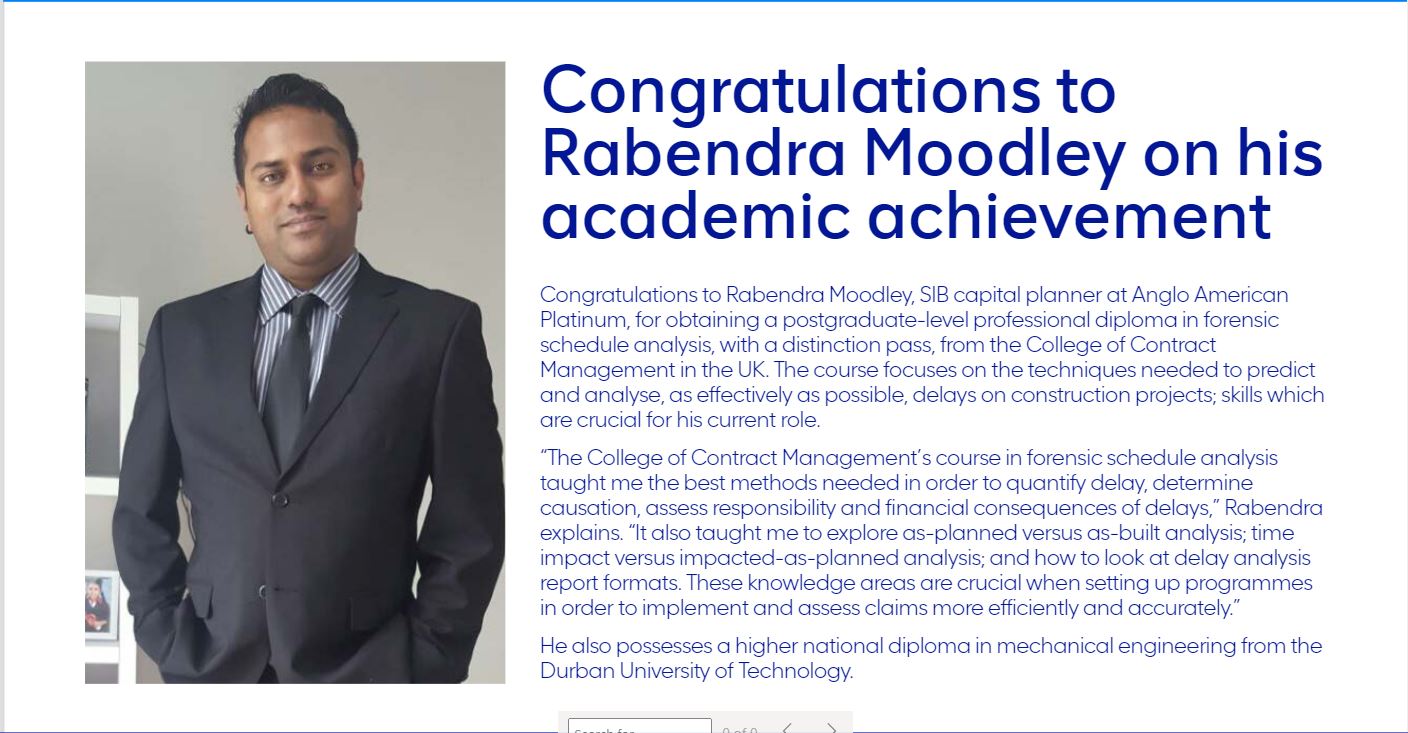 Congratulations to
Rabendra Moodley on his
academic achievement
Congratulations to Rabendra Moodley, SIB capital planner at Anglo American
Platinum, for obtaining a postgraduate-level professional diploma in forensic
schedule analysis, with a distinction pass, from the College of Contract
Management in the UK. The course focuses on the techniques needed to predict
and analyse, as effectively as possible, delays on construction projects; skills which
are crucial for his current role.
“The College of Contract Management’s course in forensic schedule analysis
taught me the best methods needed in order to quantify delay, determine
causation, assess responsibility and financial consequences of delays,” Rabendra
explains. “It also taught me to explore as-planned versus as-built analysis; time
impact versus impacted-as-planned analysis; and how to look at delay analysis
report formats. These knowledge areas are crucial when setting up programmes
in order to implement and assess claims more efficiently and accurately.”
He also possesses a higher national diploma in mechanical engineering from the
Durban University of Technology.
Search for
0 of 0